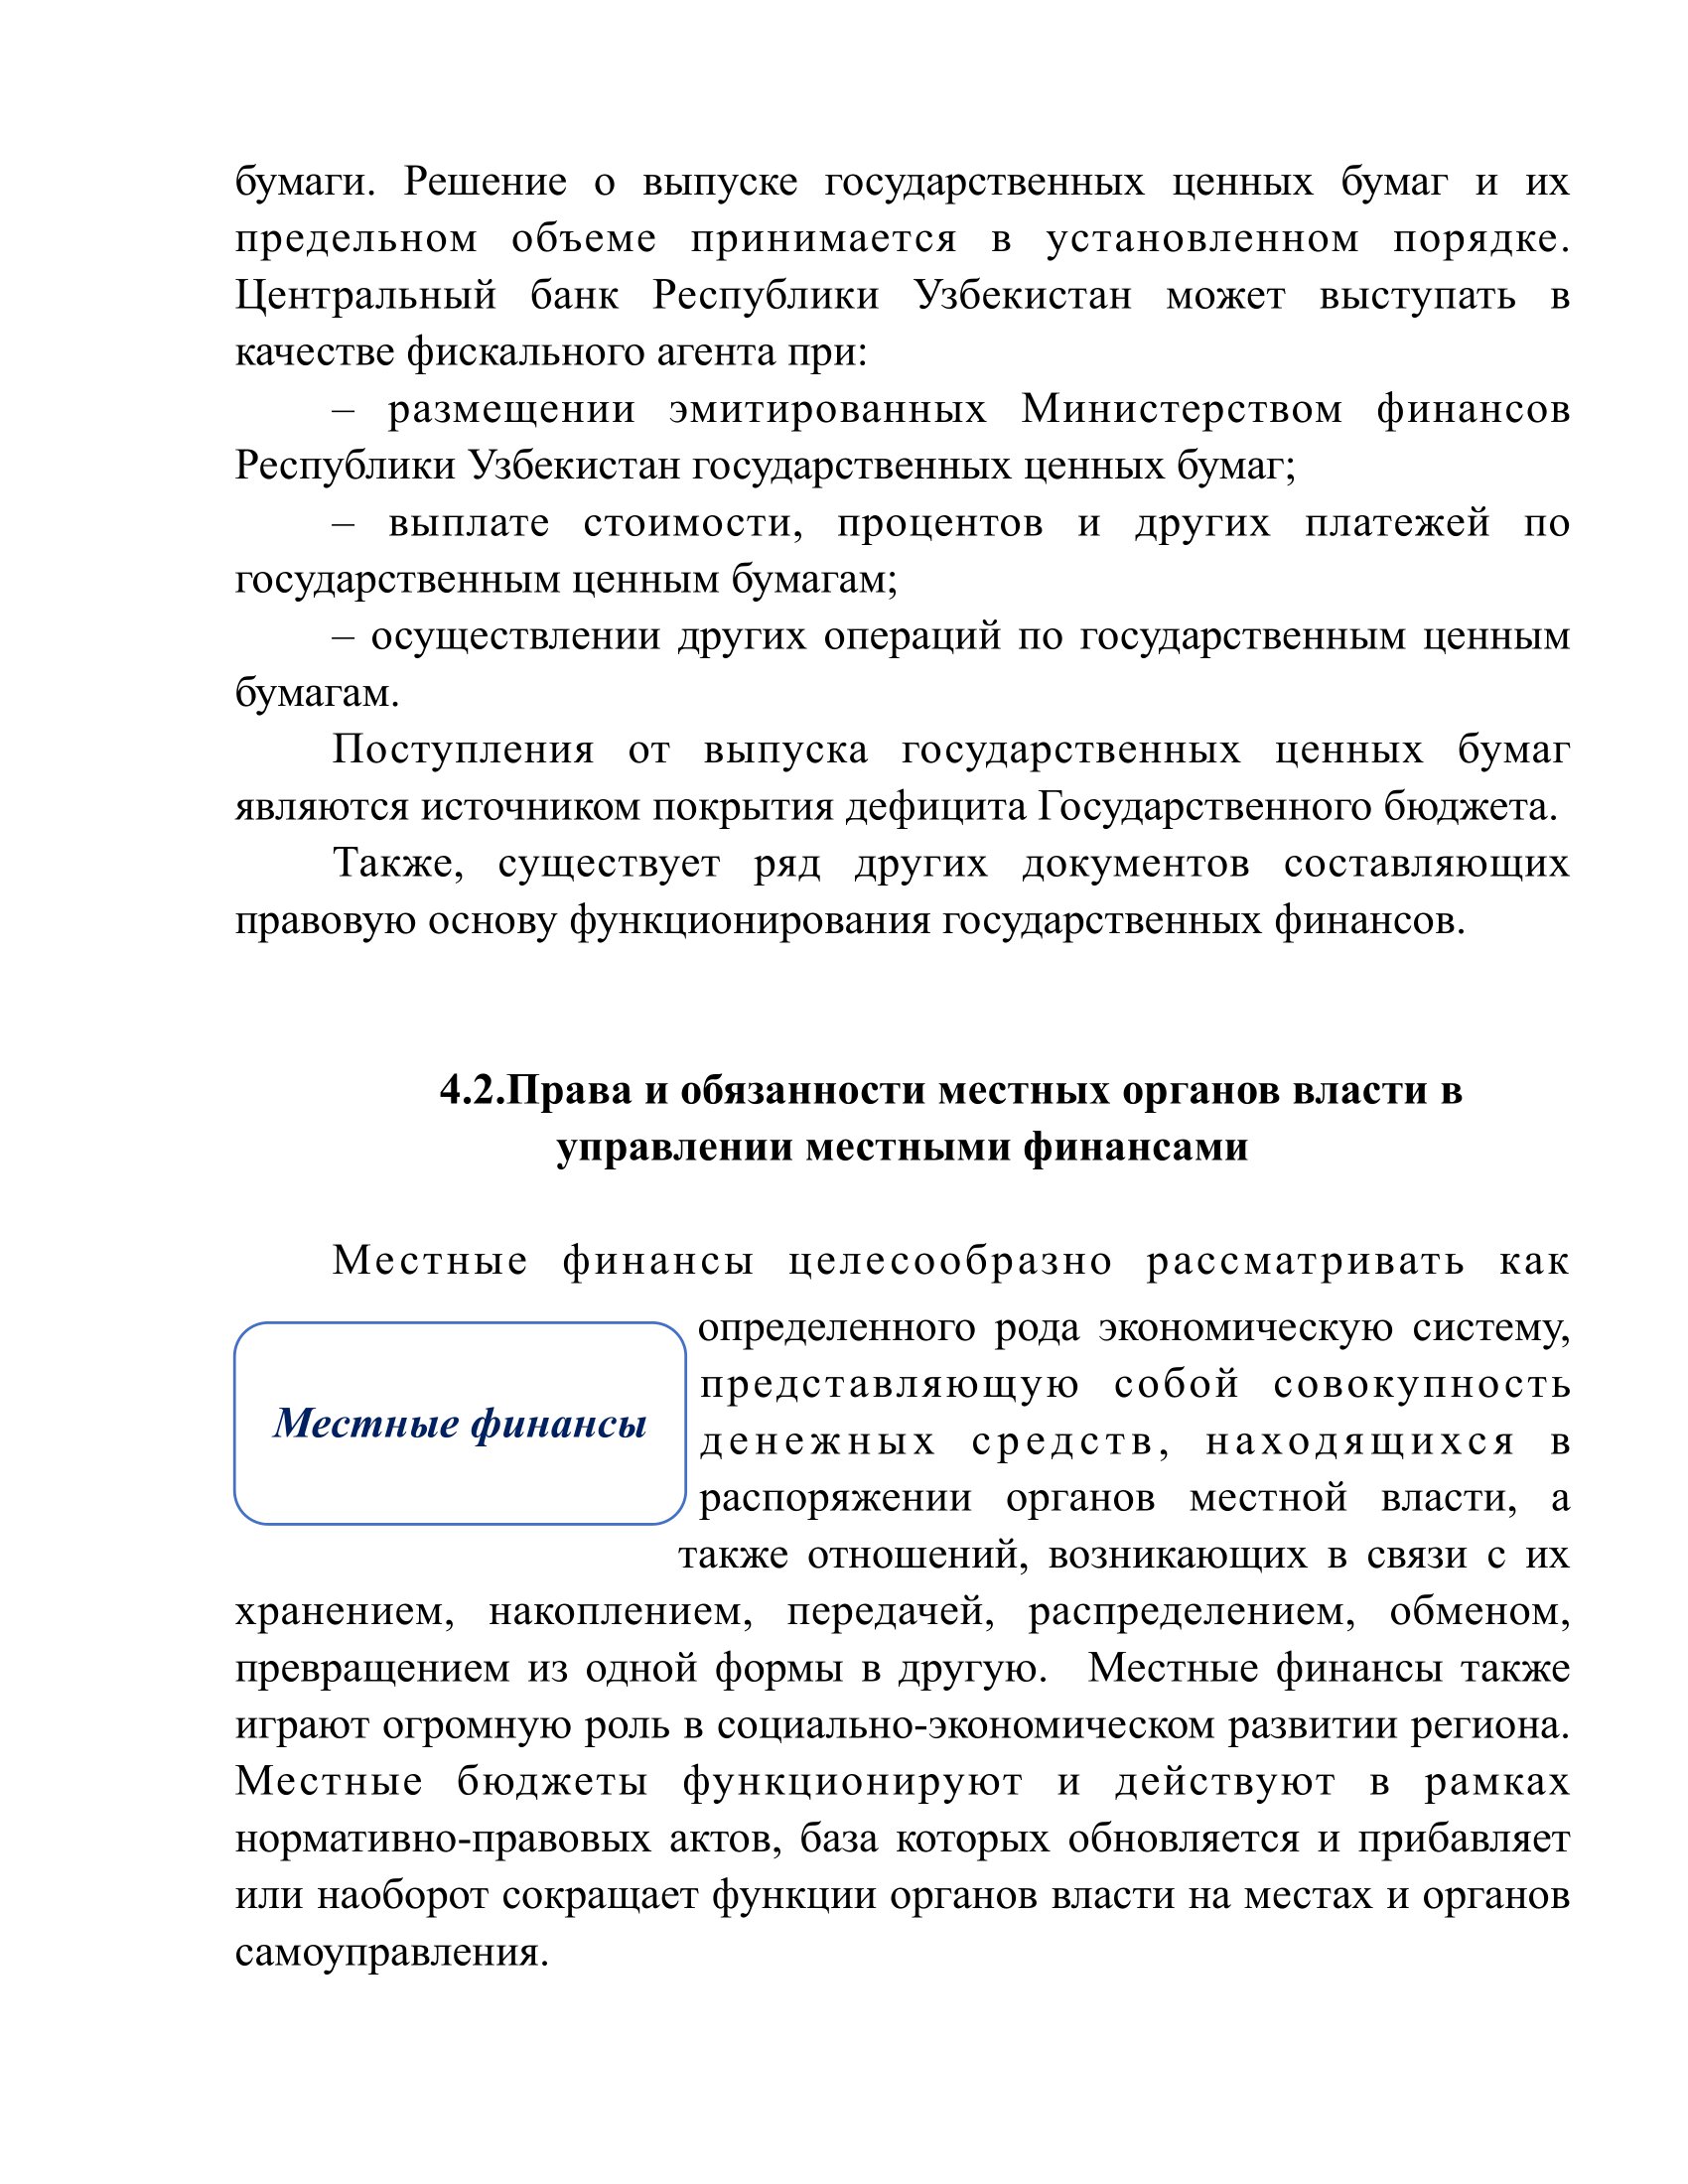 бумаги. Решение о выпуске государственных ценных бумаг и их
предельном объеме принимается в установленном порядке.
Центральный банк Республики Узбекистан может выступать в
качестве фискального агента при:
– размещении эмитированных Министерством финансов
Республики Узбекистан государственных ценных бумаг;
– выплате стоимости, процентов и других платежей по
государственным ценным бумагам;
– осуществлении других операций по государственным ценным
бумагам.
Поступления от выпуска государственных ценных бумаг
являются источником покрытия дефицита Государственного бюджета.
Также, существует ряд других документов составляющих
правовую основу функционирования государственных финансов.
4.2.Права и обязанности местных органов власти в
управлении местными финансами
Местные финансы целесообразно рассматривать как
Местные финансы
определенного рода экономическую систему,
представляющую собой совокупность
денежных средств, находящихся в
распоряжении органов местной власти, а
также отношений, возникающих в связи с их
хранением, накоплением, передачей, распределением, обменом,
превращением из одной формы в другую. Местные финансы также
играют огромную роль в социально-экономическом развитии региона.
Местные бюджеты функционируют и действуют в рамках
нормативно-правовых актов, база которых обновляется и прибавляет
или наоборот сокращает функции органов власти на местах и органов
самоуправления.